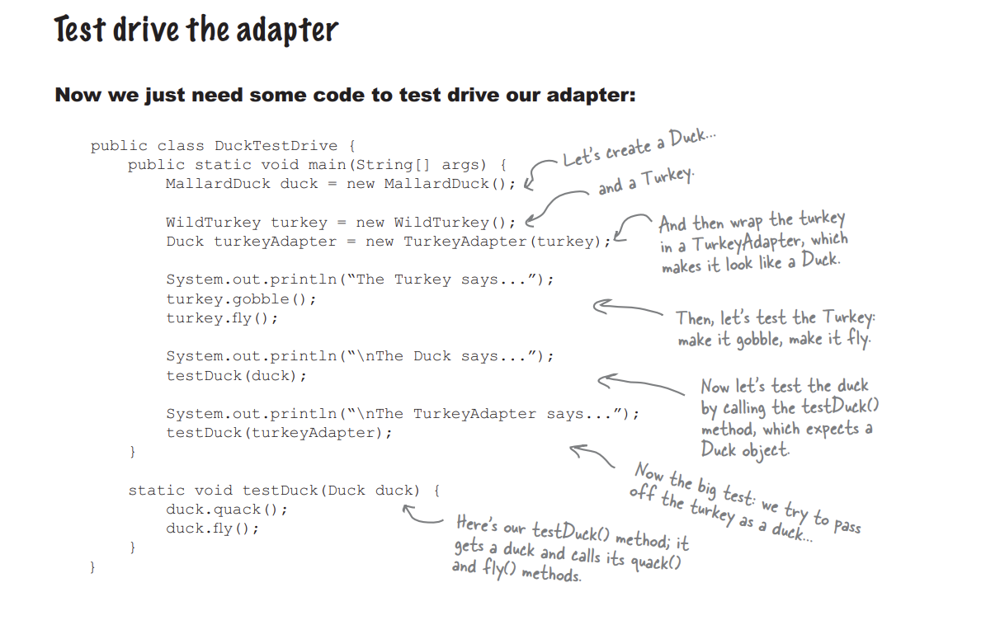 Test drive the adapter
Now we just need some code to test drive our adapter:
public class DuckTestDrive {
public static void main(String[] args) {
MallardDuck duck = new MallardDuck();
Let's create a Duck...
and a Turkey.
WildTurkey turkey = new WildTurkey();
Duck turkeyAdapter = new TurkeyAdapter(turkey);
And then wrap the turkey
in a TurkeyAdapter, which
makes it look like a Duck.
System.out.println(“The Turkey says...”);
turkey.gobble();
turkey.fly();
Then, let's test the Turkey:
make it gobble, make it fly.
System.out.println(“\nThe Duck says...”);
testDuck(duck);
Now let's test the duck
by calling the testDuck()
method, which expects a
Duck object.
System.out.println(“\nThe TurkeyAdapter says...”);
testDuck(turkeyAdapter);
}
Now the big test: we try to pass
off the turkey as a duck...
static void testDuck(Duck duck) {
duck.quack();
duck.fly();
}
}
Here's our testDuck() method; it
gets a duck and calls its quack()
and fly() methods.